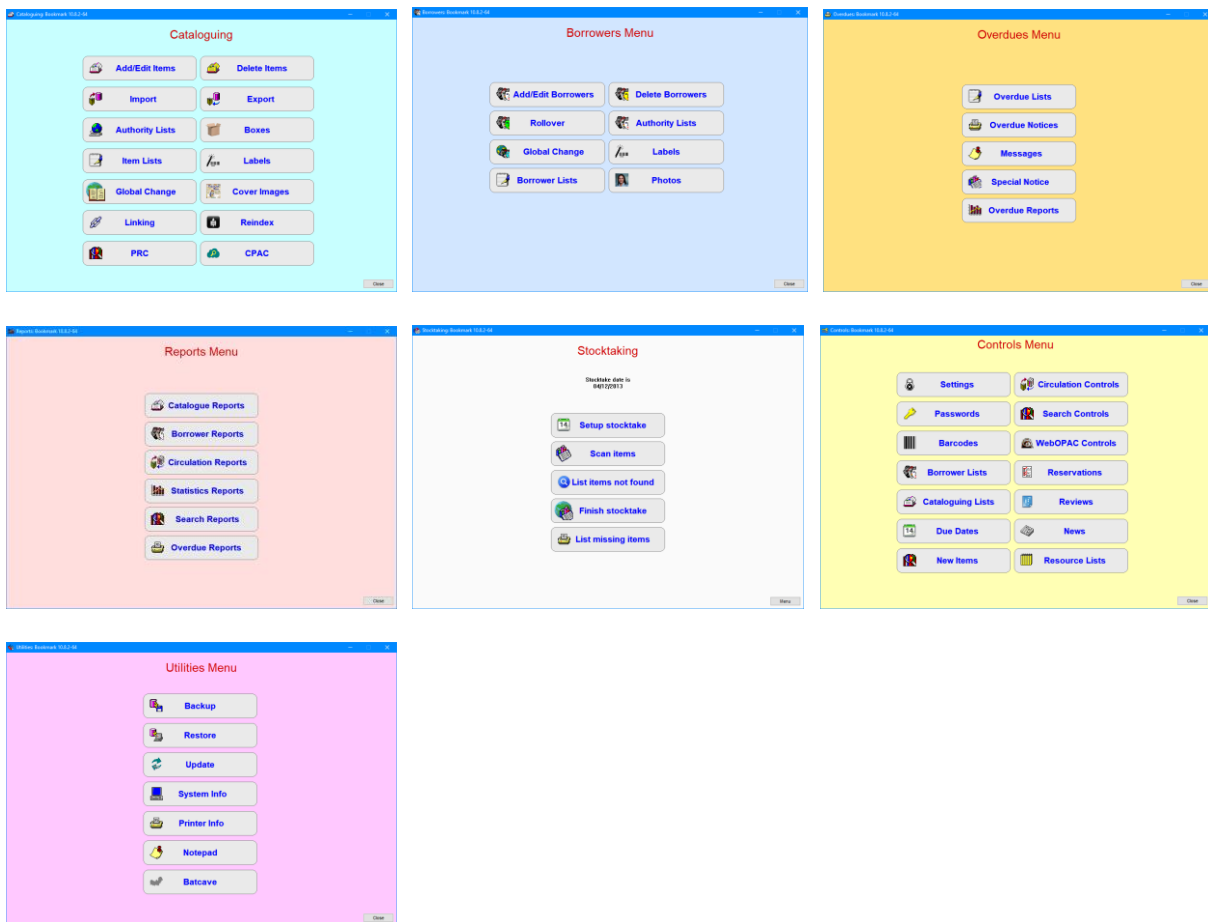 Cataloguing: Bookmark 10.8.2-64
Cataloguing
Add/Edit Items Delete Items
Import Export
Authority Lists Boxes
Item Lists Labels
Global Change Cover Images
Linking Reindex
PRC CPAC
Close
Borrowers: Bookmark 10.8.2-64
Borrowers Menu
Add/Edit Borrowers Delete Borrowers
Rollover Authority Lists
Global Change Labels
Borrower Lists Photos
Close
Overdues: Bookmark 10.8.2-64
Overdues Menu
Overdue Lists
Overdue Notices
Messages
Special Notice
Overdue Reports
Close
Reports: Bookmark 10.8.2-64
Reports Menu
Catalogue Reports
Borrower Reports
Circulation Reports
Statistics Reports
Search Reports
Overdue Reports
Close
Stocktaking: Bookmark 10.8.2-64
Stocktaking
Stocktake date is
04/12/2013
14 Setup stocktake
Scan items
List items not found
Finish stocktake
List missing items
Menu
Controls: Bookmark 10.8.2-64
Controls Menu
Settings Circulation Controls
Passwords Search Controls
Barcodes WebOPAC Controls
Borrower Lists Reservations
Cataloguing Lists Reviews
14 Due Dates News
New Items Resource Lists
Close
Utilities: Bookmark 10.8.2-64
Utilities Menu
Backup
Restore
Update
System Info
Printer Info
Notepad
Batcave
Close